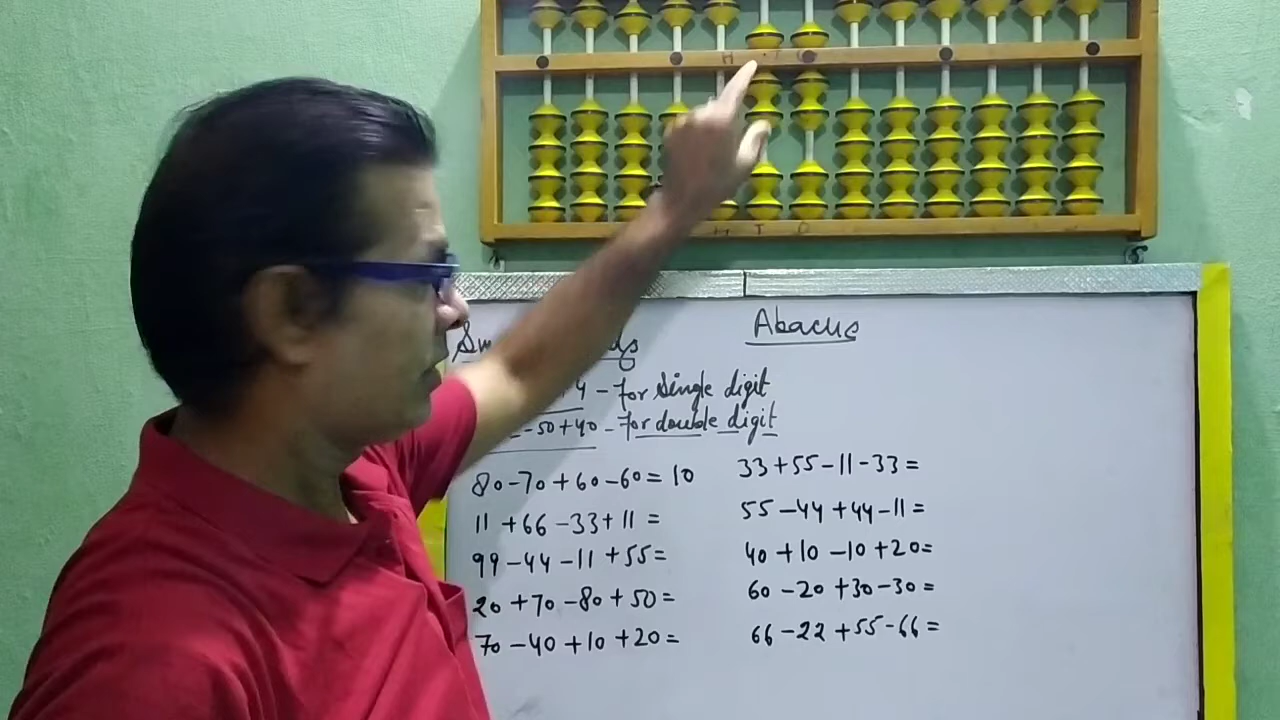 H T O
H T O
Abacus
+4 - for single digit
-50+40 - for double digit
80-70+60-60=10
11+66-33+11=
99-44-11+55=
20+70-80+50=
70-40+10+20=
33+55-11-33=
55-44+44-11=
40+10-10+20=
60-20+30-30=
66-22+55-66=